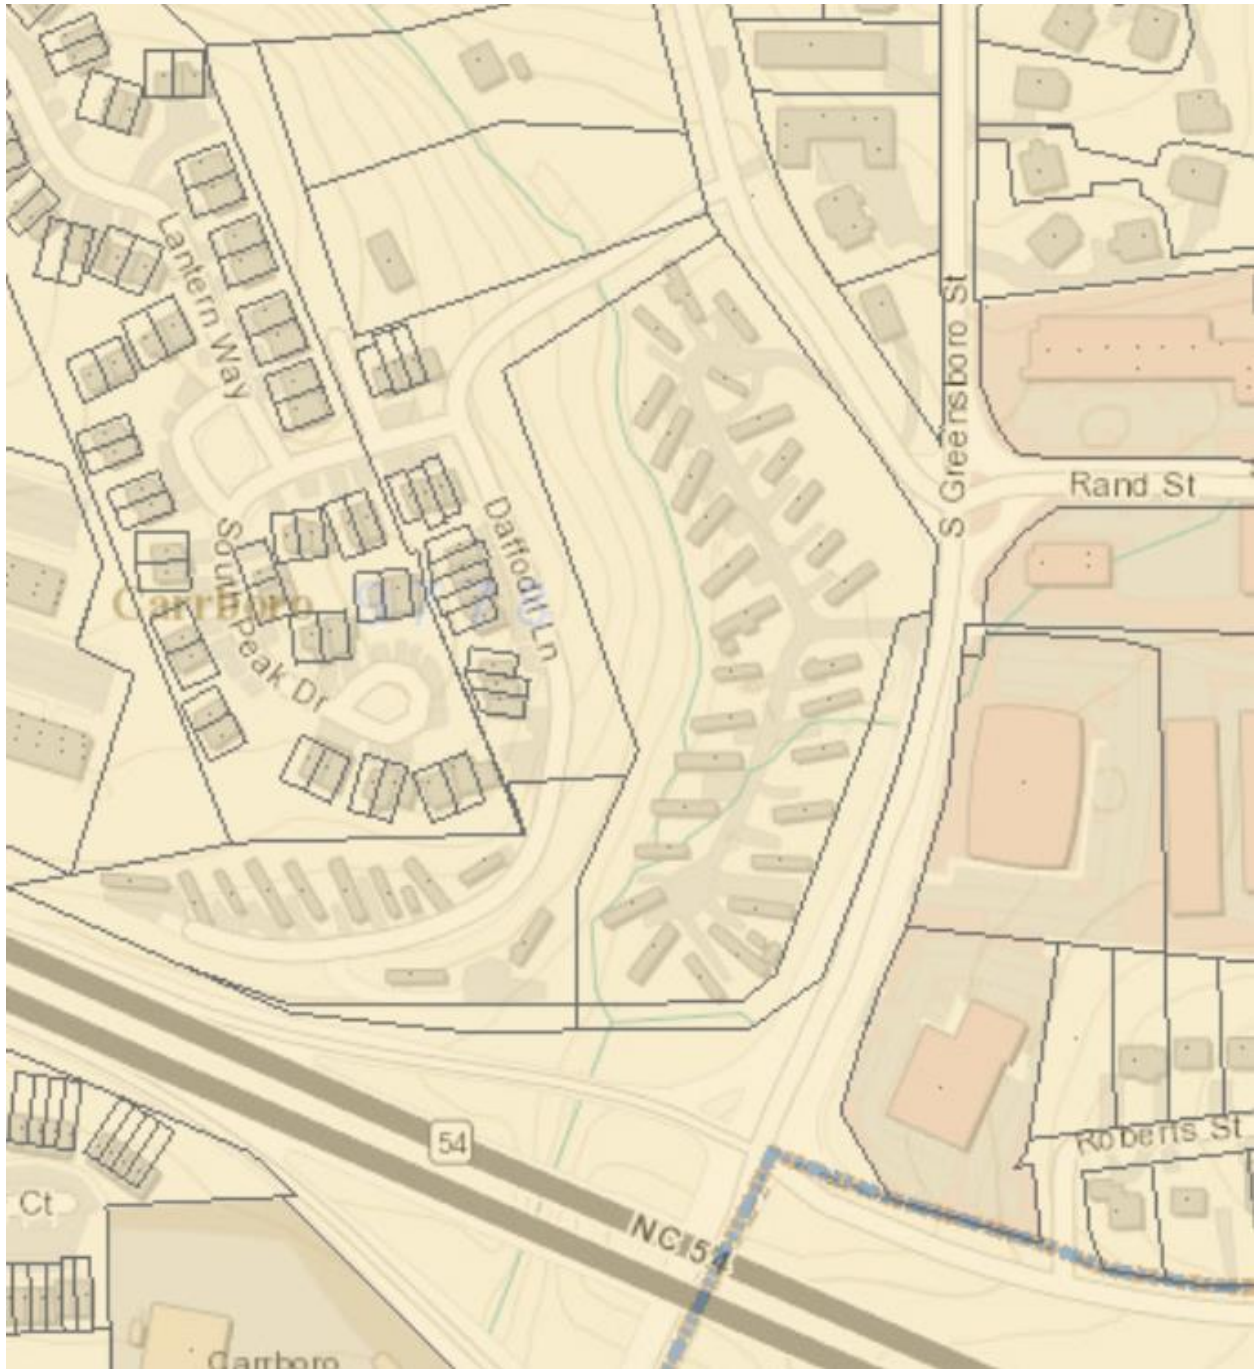 Lantern Way
S Greensboro St
Rand St
Daffodil Ln
South Peak Dr
Carrboro
54
NC 54
Roberts St
Ct
Carrboro